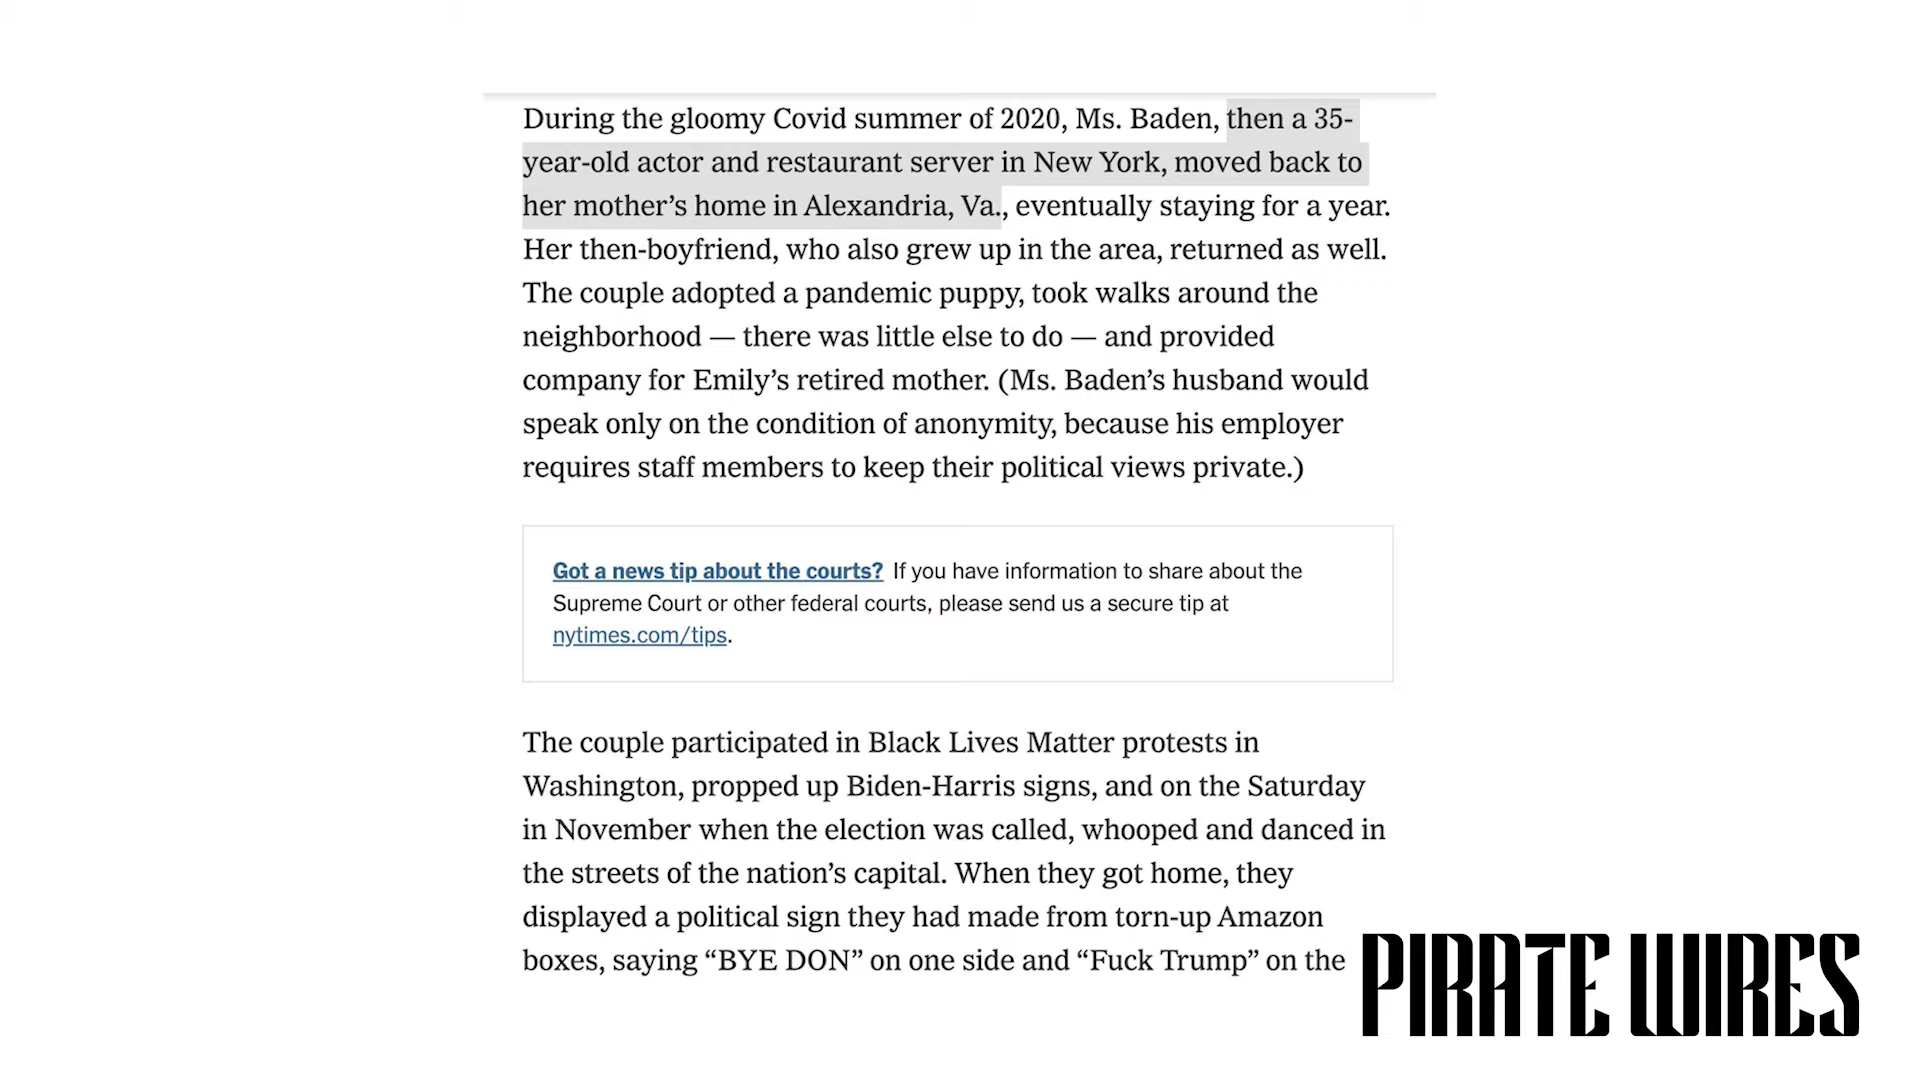 During the gloomy Covid summer of 2020, Ms. Baden, then a 35-
year-old actor and restaurant server in New York, moved back to
her mother’s home in Alexandria, Va., eventually staying for a year.
Her then-boyfriend, who also grew up in the area, returned as well.
The couple adopted a pandemic puppy, took walks around the
neighborhood — there was little else to do — and provided
company for Emily’s retired mother. (Ms. Baden’s husband would
speak only on the condition of anonymity, because his employer
requires staff members to keep their political views private.)
Got a news tip about the courts? If you have information to share about the
Supreme Court or other federal courts, please send us a secure tip at
nytimes.com/tips.
The couple participated in Black Lives Matter protests in
Washington, propped up Biden-Harris signs, and on the Saturday
in November when the election was called, whooped and danced in
the streets of the nation’s capital. When they got home, they
displayed a political sign they had made from torn-up Amazon
boxes, saying “BYE DON” on one side and “Fuck Trump” on the
PIRATE WIRES